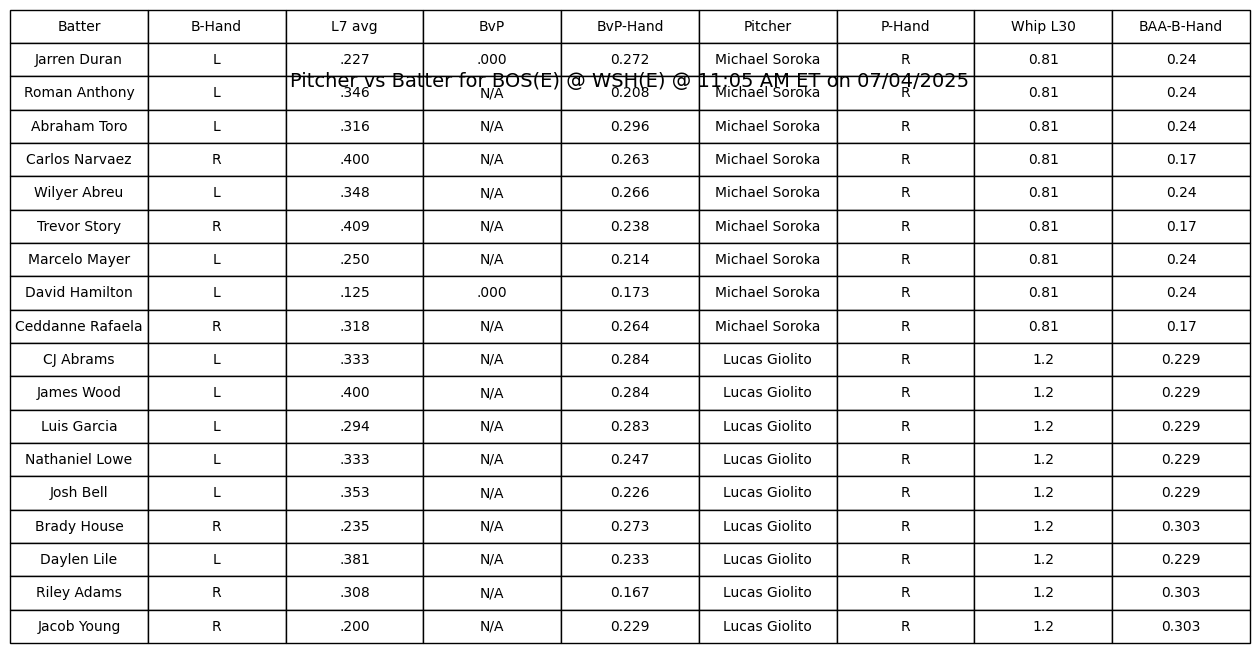 Batter B-Hand L7 avg BvP BvP-Hand Pitcher P-Hand Whip L30 BAA-B-Hand
Jarren Duran L .227 .000 0.272 Michael Soroka R 0.81 0.24
Pitcher vs Batter for BOS(E) @ WSH(E) @ 11:05 AM ET on 07/04/2025
Roman Anthony L .346 N/A 0.208 Michael Soroka R 0.81 0.24
Abraham Toro L .316 N/A 0.296 Michael Soroka R 0.81 0.24
Carlos Narvaez R .400 N/A 0.263 Michael Soroka R 0.81 0.17
Wilyer Abreu L .348 N/A 0.266 Michael Soroka R 0.81 0.24
Trevor Story R .409 N/A 0.238 Michael Soroka R 0.81 0.17
Marcelo Mayer L .250 N/A 0.214 Michael Soroka R 0.81 0.24
David Hamilton L .125 .000 0.173 Michael Soroka R 0.81 0.24
Ceddanne Rafaela R .318 N/A 0.264 Michael Soroka R 0.81 0.17
CJ Abrams L .333 N/A 0.284 Lucas Giolito R 1.2 0.229
James Wood L .400 N/A 0.284 Lucas Giolito R 1.2 0.229
Luis Garcia L .294 N/A 0.283 Lucas Giolito R 1.2 0.229
Nathaniel Lowe L .333 N/A 0.247 Lucas Giolito R 1.2 0.229
Josh Bell L .353 N/A 0.226 Lucas Giolito R 1.2 0.229
Brady House R .235 N/A 0.273 Lucas Giolito R 1.2 0.303
Daylen Lile L .381 N/A 0.233 Lucas Giolito R 1.2 0.229
Riley Adams R .308 N/A 0.167 Lucas Giolito R 1.2 0.303
Jacob Young R .200 N/A 0.229 Lucas Giolito R 1.2 0.303